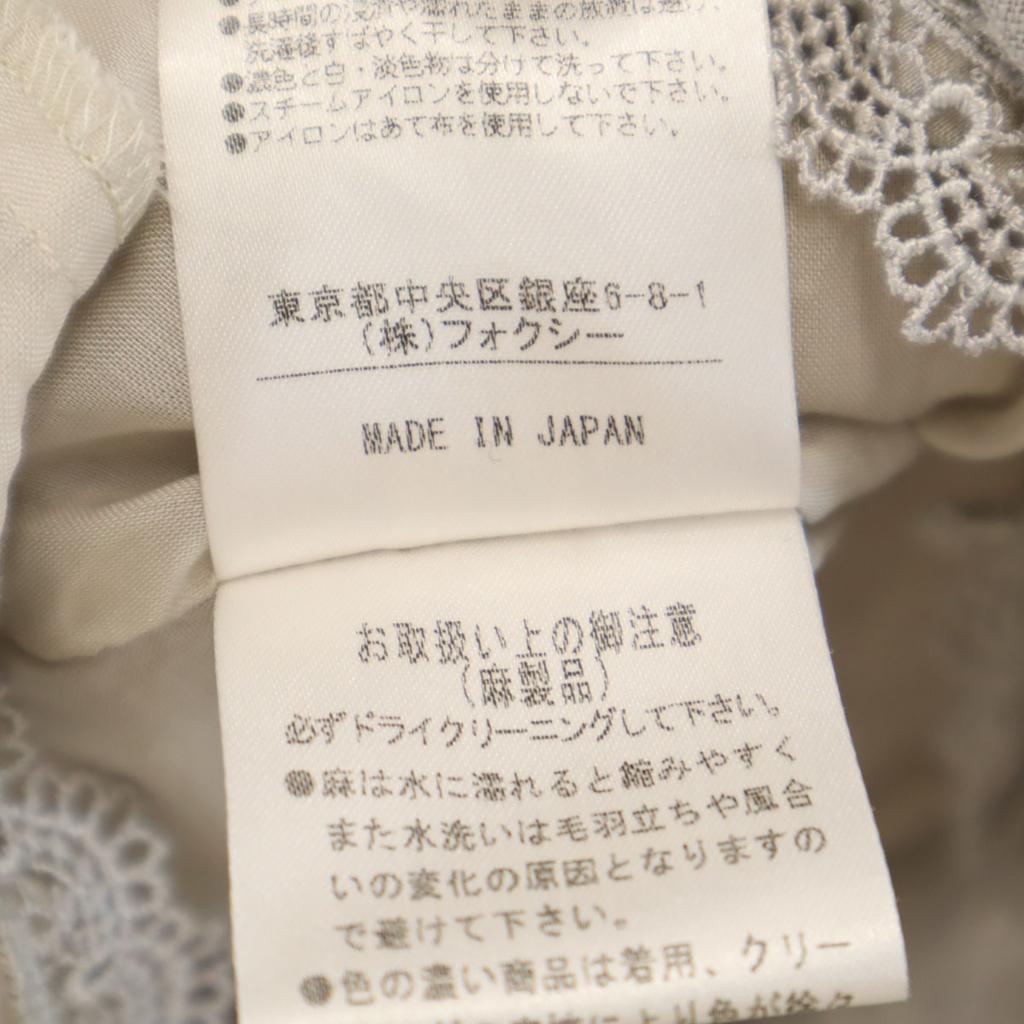 ●長時間の浸漬や濡れたままの放置は避け、
洗濯後すばやく干して下さい。
●濃色と白・淡色物は分けて洗って下さい。
●スチームアイロンを使用しないで下さい。
●アイロンはあて布を使用して下さい。
東京都中央区銀座6-8-1
(株)フォクシー
MADE IN JAPAN
お取扱い上の御注意
(麻製品)
必ずドライクリーニングして下さい。
●麻は水に濡れると縮みやすく
また水洗いは毛羽立ちや風合
いの変化の原因となりますの
で避けて下さい。
●色の濃い商品は着用、クリー
により色が徐々